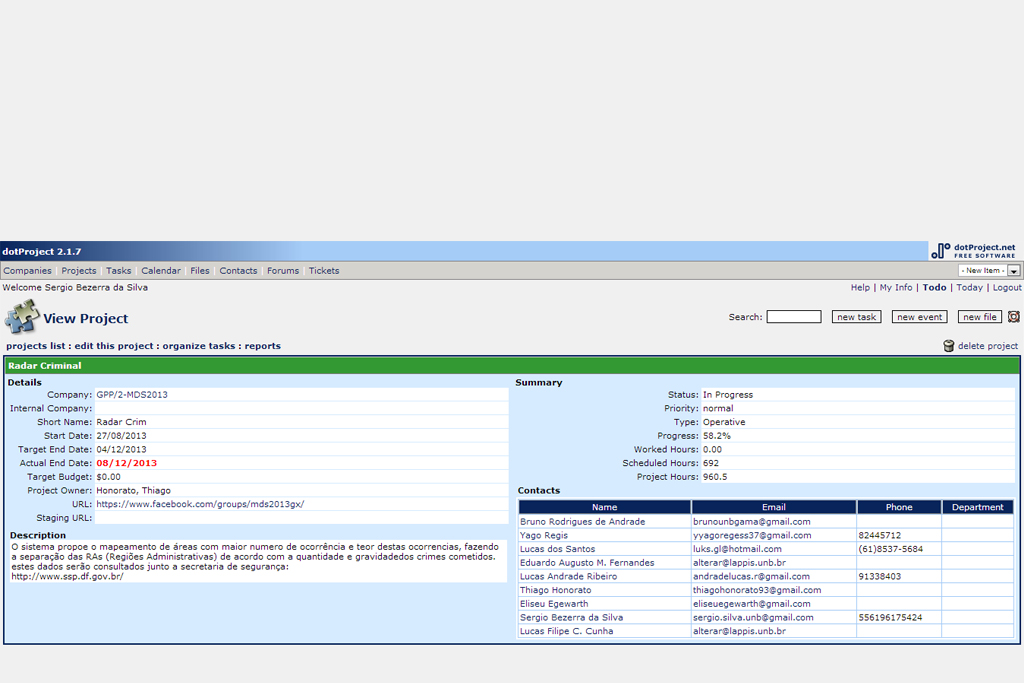 dotProject 2.1.7
dotProject.net
FREE SOFTWARE
Companies | Projects | Tasks | Calendar | Files | Contacts | Forums | Tickets
- New Item -
Welcome Sergio Bezerra da Silva
Help | My Info | Todo | Today | Logout
View Project
Search:
new task
new event
new file
projects list : edit this project : organize tasks : reports
delete project
Radar Criminal
Details
Company: GPP/2-MDS2013
Internal Company:
Short Name: Radar Crim
Start Date: 27/08/2013
Target End Date: 04/12/2013
Actual End Date: 08/12/2013
Target Budget: $0.00
Project Owner: Honorato, Thiago
URL: https://www.facebook.com/groups/mds2013gx/
Staging URL:
Description
O sistema propoe o mapeamento de áreas com maior numero de ocorrência e teor destas ocorrencias, fazendo
a separação das RAs (Regiões Administrativas) de acordo com a quantidade e gravidadedos crimes cometidos.
estes dados serão consultados junto a secretaria de segurança:
http://www.ssp.df.gov.br/
Summary
Status: In Progress
Priority: normal
Type: Operative
Progress: 58.2%
Worked Hours: 0.00
Scheduled Hours: 692
Project Hours: 960.5
Contacts
Name Email Phone Department
Bruno Rodrigues de Andrade brunounbgama@gmail.com
Yago Regis yyagoregess37@gmail.com 82445712
Lucas dos Santos luks.gl@hotmail.com (61)8537-5684
Eduardo Augusto M. Fernandes alterar@lappis.unb.br
Lucas Andrade Ribeiro andradelucas.r@gmail.com 91338403
Thiago Honorato thiagohonorato93@gmail.com
Eliseu Egewarth eliseuegewarth@gmail.com
Sergio Bezerra da Silva sergio.silva.unb@gmail.com 556196175424
Lucas Filipe C. Cunha alterar@lappis.unb.br